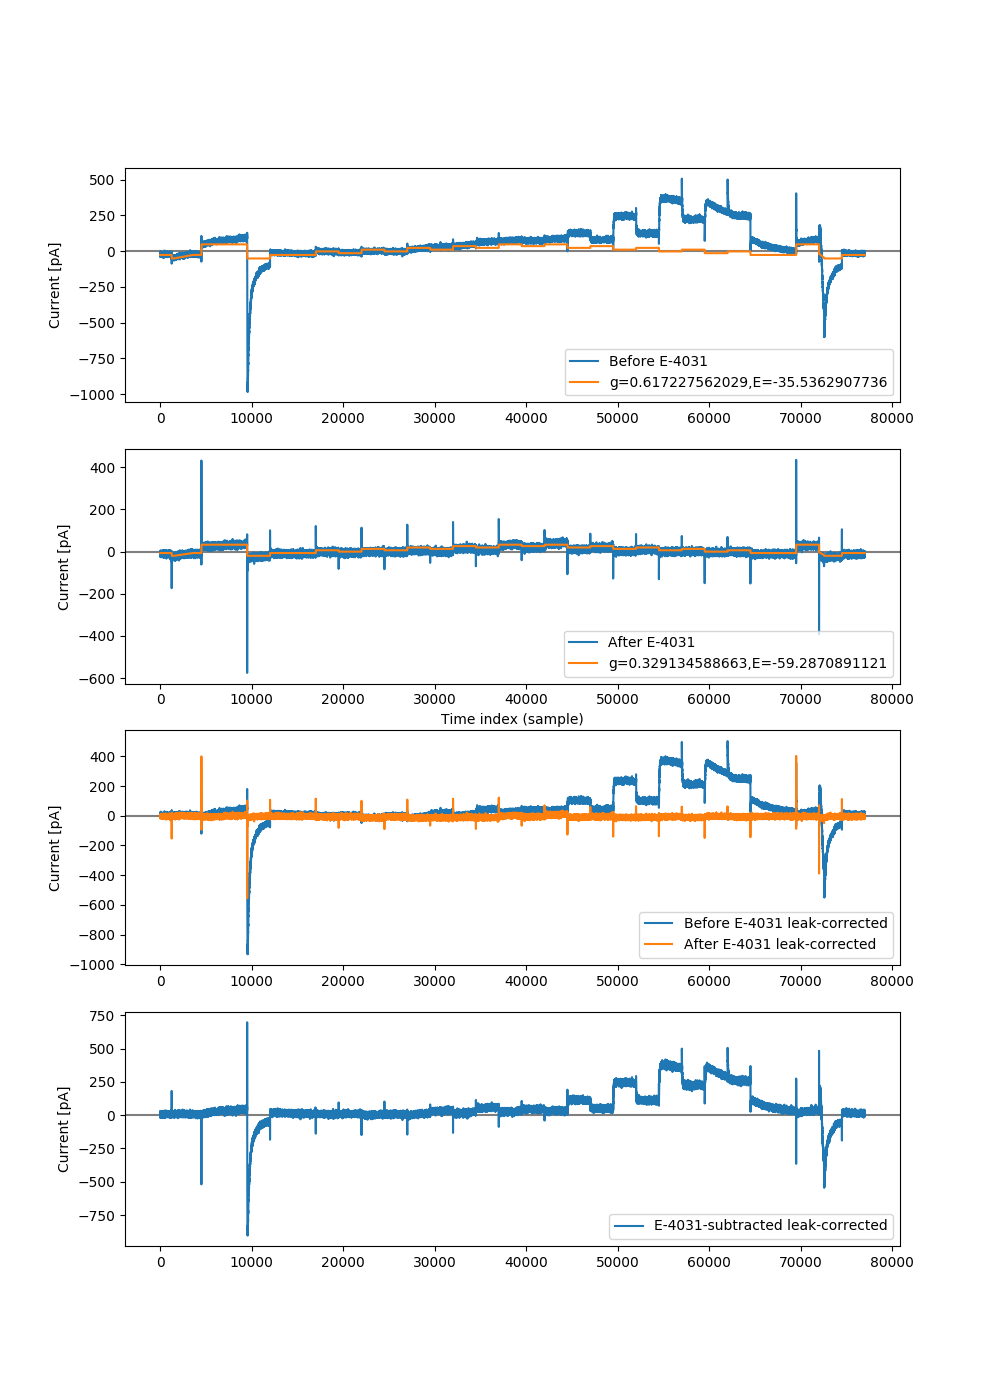 500
250
0
−250
−500
−750
−1000
Current [pA]
Before E-4031
g=0.617227562029,E=-35.5362907736
0 10000 20000 30000 40000 50000 60000 70000 80000
400
200
0
−200
−400
−600
Current [pA]
After E-4031
g=0.329134588663,E=-59.2870891121
0 10000 20000 30000 40000 50000 60000 70000 80000
Time index (sample)
400
200
0
−200
−400
−600
−800
−1000
Current [pA]
Before E-4031 leak-corrected
After E-4031 leak-corrected
0 10000 20000 30000 40000 50000 60000 70000 80000
750
500
250
0
−250
−500
−750
Current [pA]
E-4031-subtracted leak-corrected
0 10000 20000 30000 40000 50000 60000 70000 80000